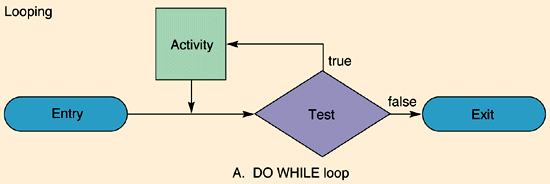 Looping
Activity
true
Entry
Test
false
Exit
A. DO WHILE loop